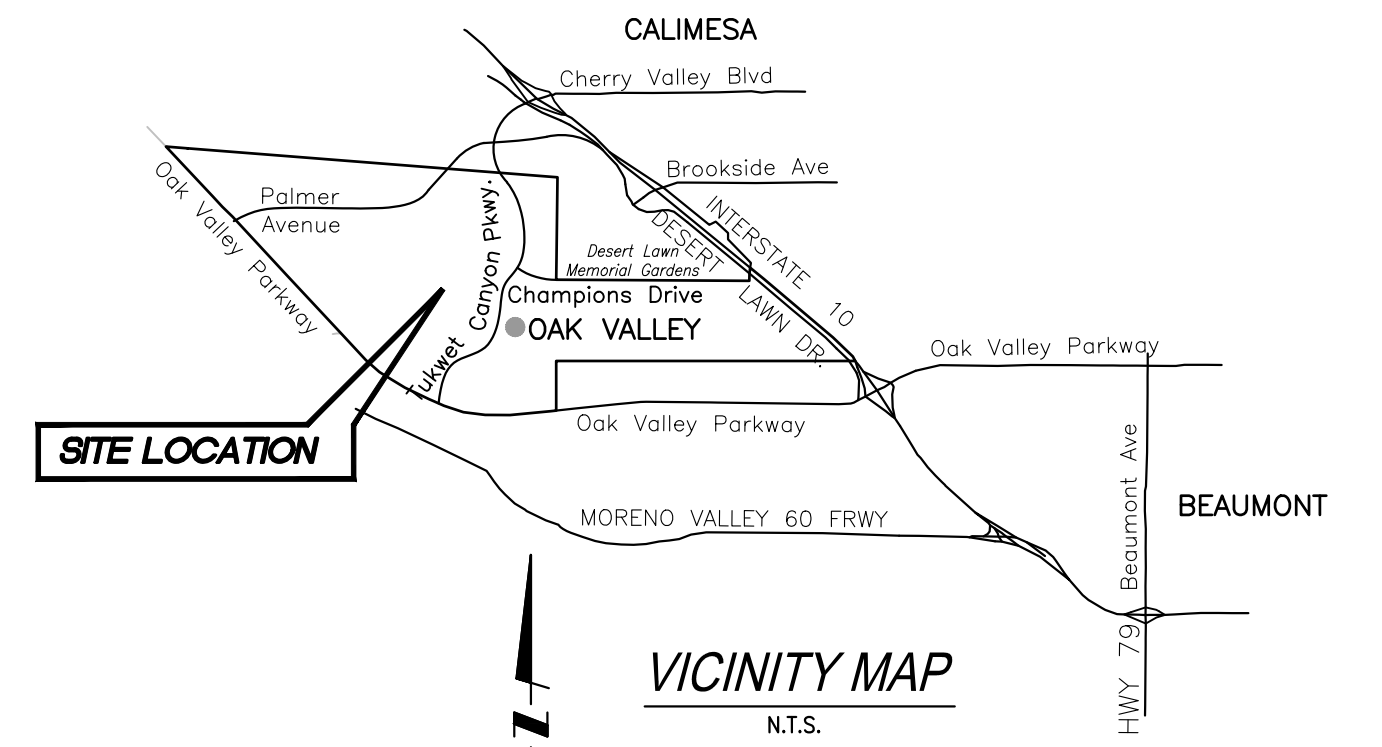 CALIMESA
Cherry Valley Blvd
Brookside Ave
Oak Valley Parkway
Palmer
Avenue
Tukwet Canyon Pkwy.
INTERSTATE 10
DESERT LAWN DR.
Desert Lawn
Memorial Gardens
Champions Drive
OAK VALLEY
Oak Valley Parkway
Oak Valley Parkway
SITE LOCATION
MORENO VALLEY 60 FRWY
HWY 79 Beaumont Ave
BEAUMONT
VICINITY MAP
N.T.S.
N